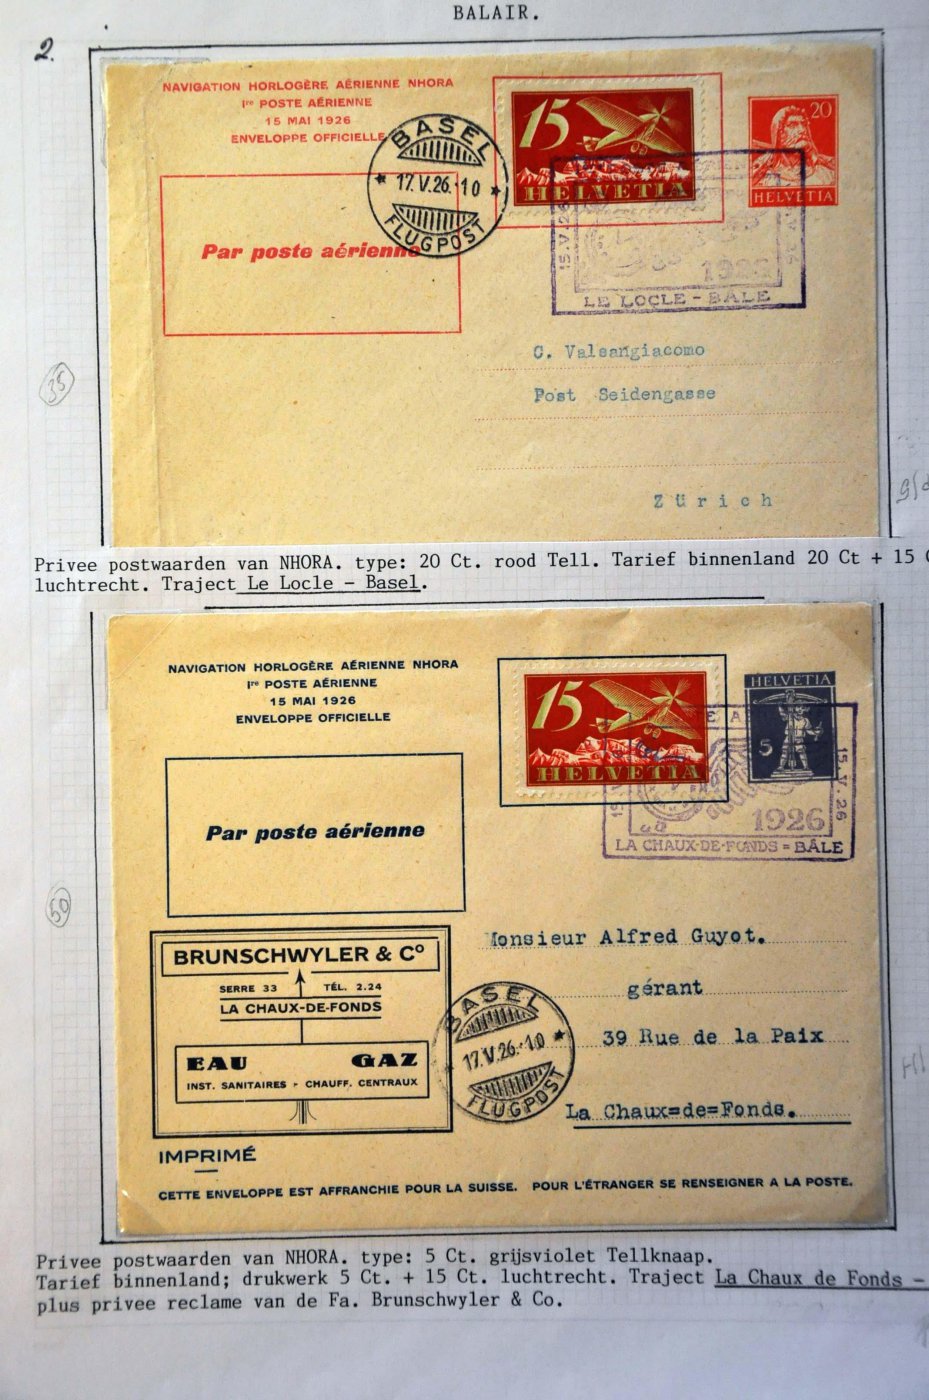 BALAIR.
2.
NAVIGATION HORLOGÈRE AÉRIENNE NHORA
1re POSTE AÉRIENNE
15 MAI 1926
ENVELOPPE OFFICIELLE
Par poste aérienne
BASEL
17.V.26.-10
FLUGPOST
15
HELVETIA
20
HELVETIA
15.V.26
1926
LE LOCLE - BALE
C. Valsangiacomo
Post Seidengasse
Zürich
35
Privee postwaarden van NHORA. type: 20 Ct. rood Tell. Tarief binnenland 20 Ct + 15
luchtrecht. Traject Le Locle - Basel.
NAVIGATION HORLOGÈRE AÉRIENNE NHORA
1re POSTE AÉRIENNE
15 MAI 1926
ENVELOPPE OFFICIELLE
Par poste aérienne
15
HELVETIA
HELVETIA
5
15.V.26
1926
LA CHAUX-DE-FONDS = BÂLE
50
BRUNSCHWYLER & Co
SERRE 33 TÉL. 2.24
LA CHAUX-DE-FONDS
EAU GAZ
INST. SANITAIRES - CHAUFF. CENTRAUX
BASEL
17.V.26.-10
FLUGPOST
Monsieur Alfred Guyot.
gérant
39 Rue de la Paix
La Chaux=de=Fonds.
IMPRIMÉ
CETTE ENVELOPPE EST AFFRANCHIE POUR LA SUISSE. POUR L'ÉTRANGER SE RENSEIGNER A LA POSTE.
Privee postwaarden van NHORA. type: 5 Ct. grijsviolet Tellknaap.
Tarief binnenland; drukwerk 5 Ct. + 15 Ct. luchtrecht. Traject La Chaux de Fonds -
plus privee reclame van de Fa. Brunschwyler & Co.